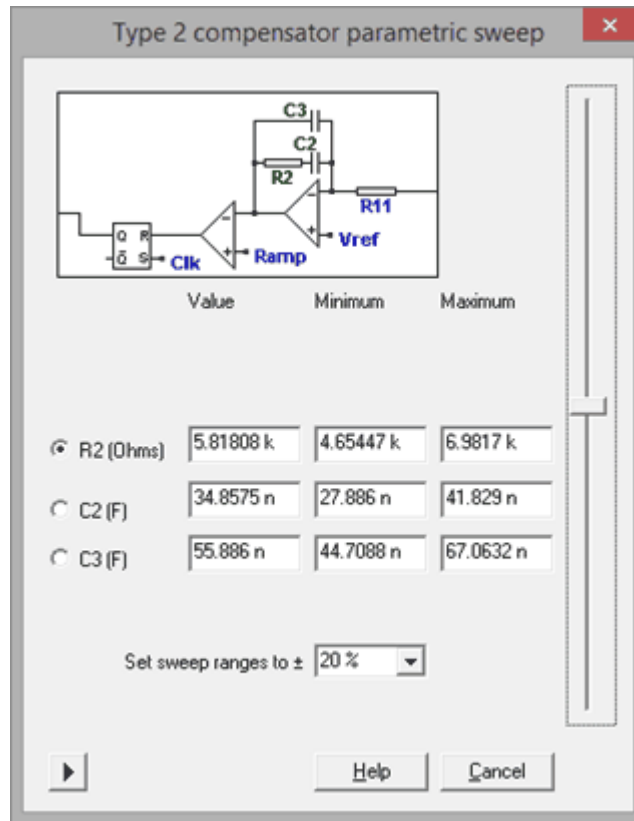 Type 2 compensator parametric sweep
C3
C2
R2
R11
Vref
Ramp
Clk
Q R
Q̅ S
Value Minimum Maximum
R2 (Ohms) 5.81808 k 4.65447 k 6.9817 k
C2 (F) 34.8575 n 27.886 n 41.829 n
C3 (F) 55.886 n 44.7088 n 67.0632 n
Set sweep ranges to ± 20 %
Help Cancel